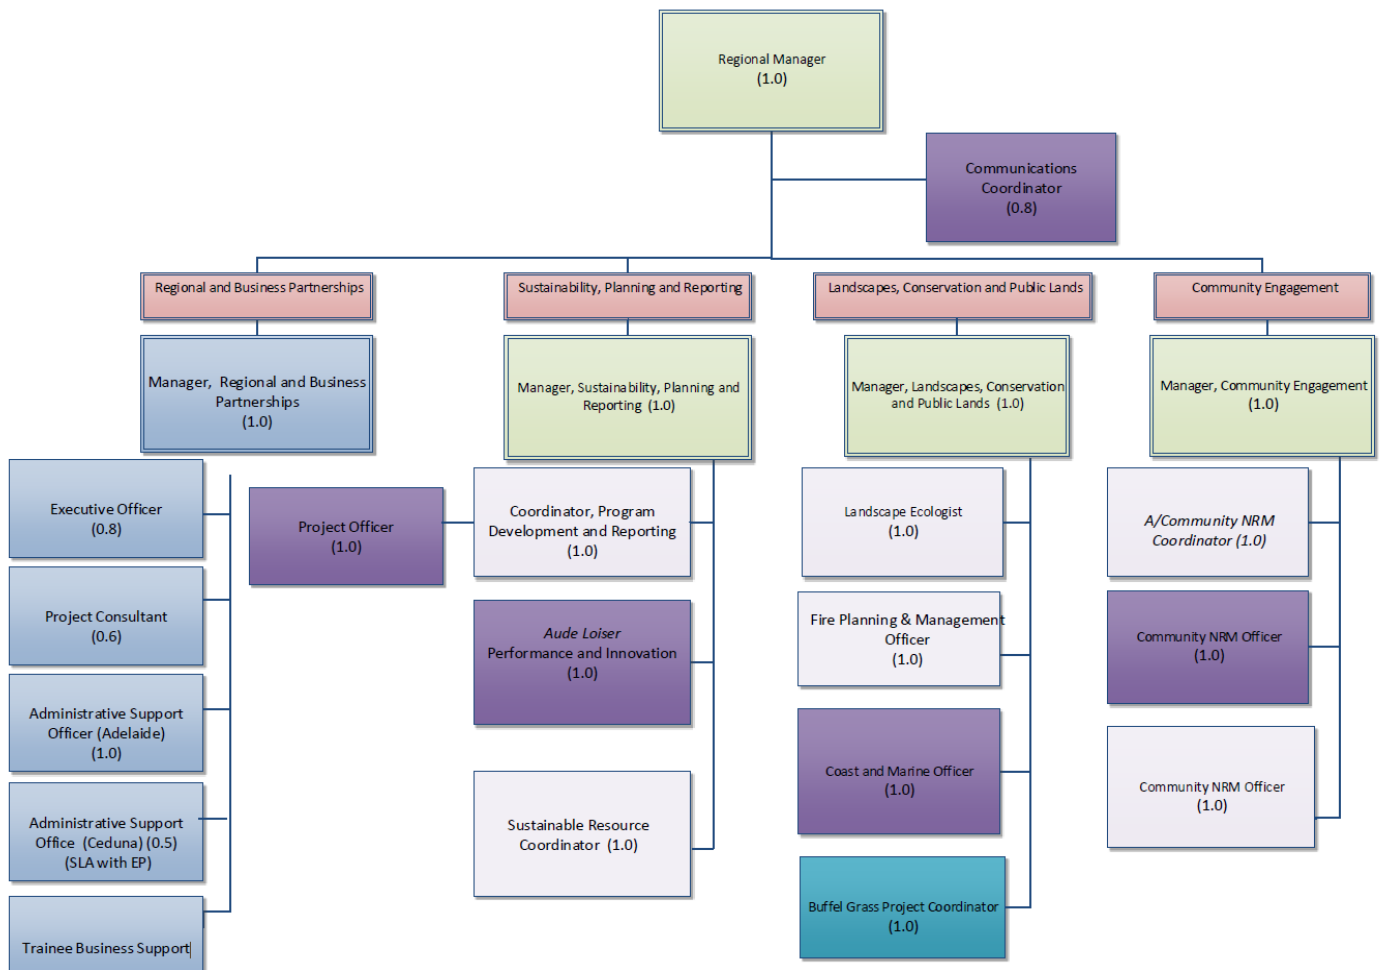 Regional Manager
(1.0)
Communications
Coordinator
(0.8)
Regional and Business Partnerships
Sustainability, Planning and Reporting
Landscapes, Conservation and Public Lands
Community Engagement
Manager, Regional and Business
Partnerships
(1.0)
Manager, Sustainability, Planning and
Reporting (1.0)
Manager, Landscapes, Conservation
and Public Lands (1.0)
Manager, Community Engagement
(1.0)
Executive Officer
(0.8)
Project Consultant
(0.6)
Administrative Support
Officer (Adelaide)
(1.0)
Administrative Support
Office (Ceduna) (0.5)
(SLA with EP)
Trainee Business Support
Project Officer
(1.0)
Coordinator, Program
Development and Reporting
(1.0)
Aude Loiser
Performance and Innovation
(1.0)
Sustainable Resource
Coordinator (1.0)
Landscape Ecologist
(1.0)
Fire Planning & Management
Officer
(1.0)
Coast and Marine Officer
(1.0)
Buffel Grass Project Coordinator
(1.0)
A/Community NRM
Coordinator (1.0)
Community NRM Officer
(1.0)
Community NRM Officer
(1.0)